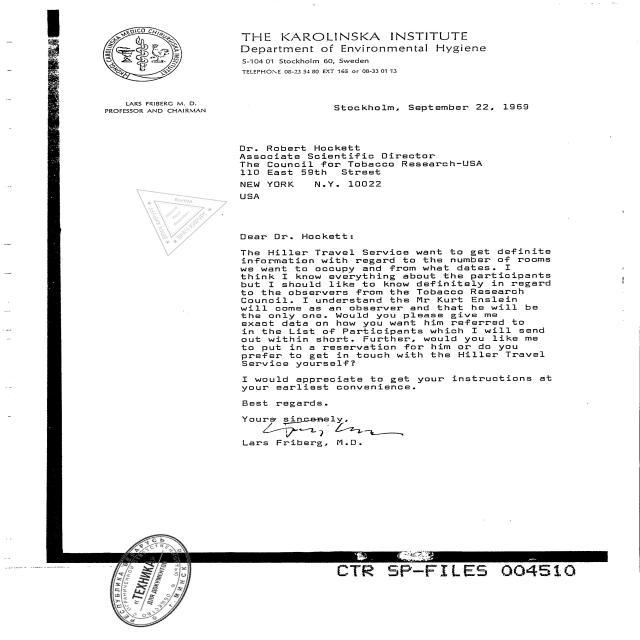 THE KAROLINSKA INSTITUTE
Department of Environmental Hygiene
S-104 01 Stockholm 60, Sweden
TELEPHONE 08-23 54 80 EXT 165 or 08-33 01 13
LARS FRIBERG M. D.
PROFESSOR AND CHAIRMAN
Stockholm, September 22, 1969
Dr. Robert Hockett
Associate Scientific Director
The Council for Tobacco Research-USA
110 East 59th Street
NEW YORK N.Y. 10022
USA
Dear Dr. Hockett:
The Hiller Travel Service want to get definite
information with regard to the number of rooms
we want to occupy and from what dates. I
think I know everything about the participants
but I should like to know definitely in regard
to the observers from the Tobacco Research
Council. I understand the Mr Kurt Enslein
will come as an observer and that he will be
the only one. Would you please give me
exact data on how you want him referred to
in the List of Participants which I will send
out within short. Further, would you like me
to put in a reservation for him or do you
prefer to get in touch with the Hiller Travel
Service yourself?
I would appreciate to get your instructions at
your earliest convenience.
Best regards.
Yours sincerely,
Lars Friberg, M.D.
РЕСПУБЛИКА БЕЛАРУСЬ
МИНСК
ТЕХНИКА
ДЛЯ ДОКУМЕНТОВ
CTR SP-FILES 004510